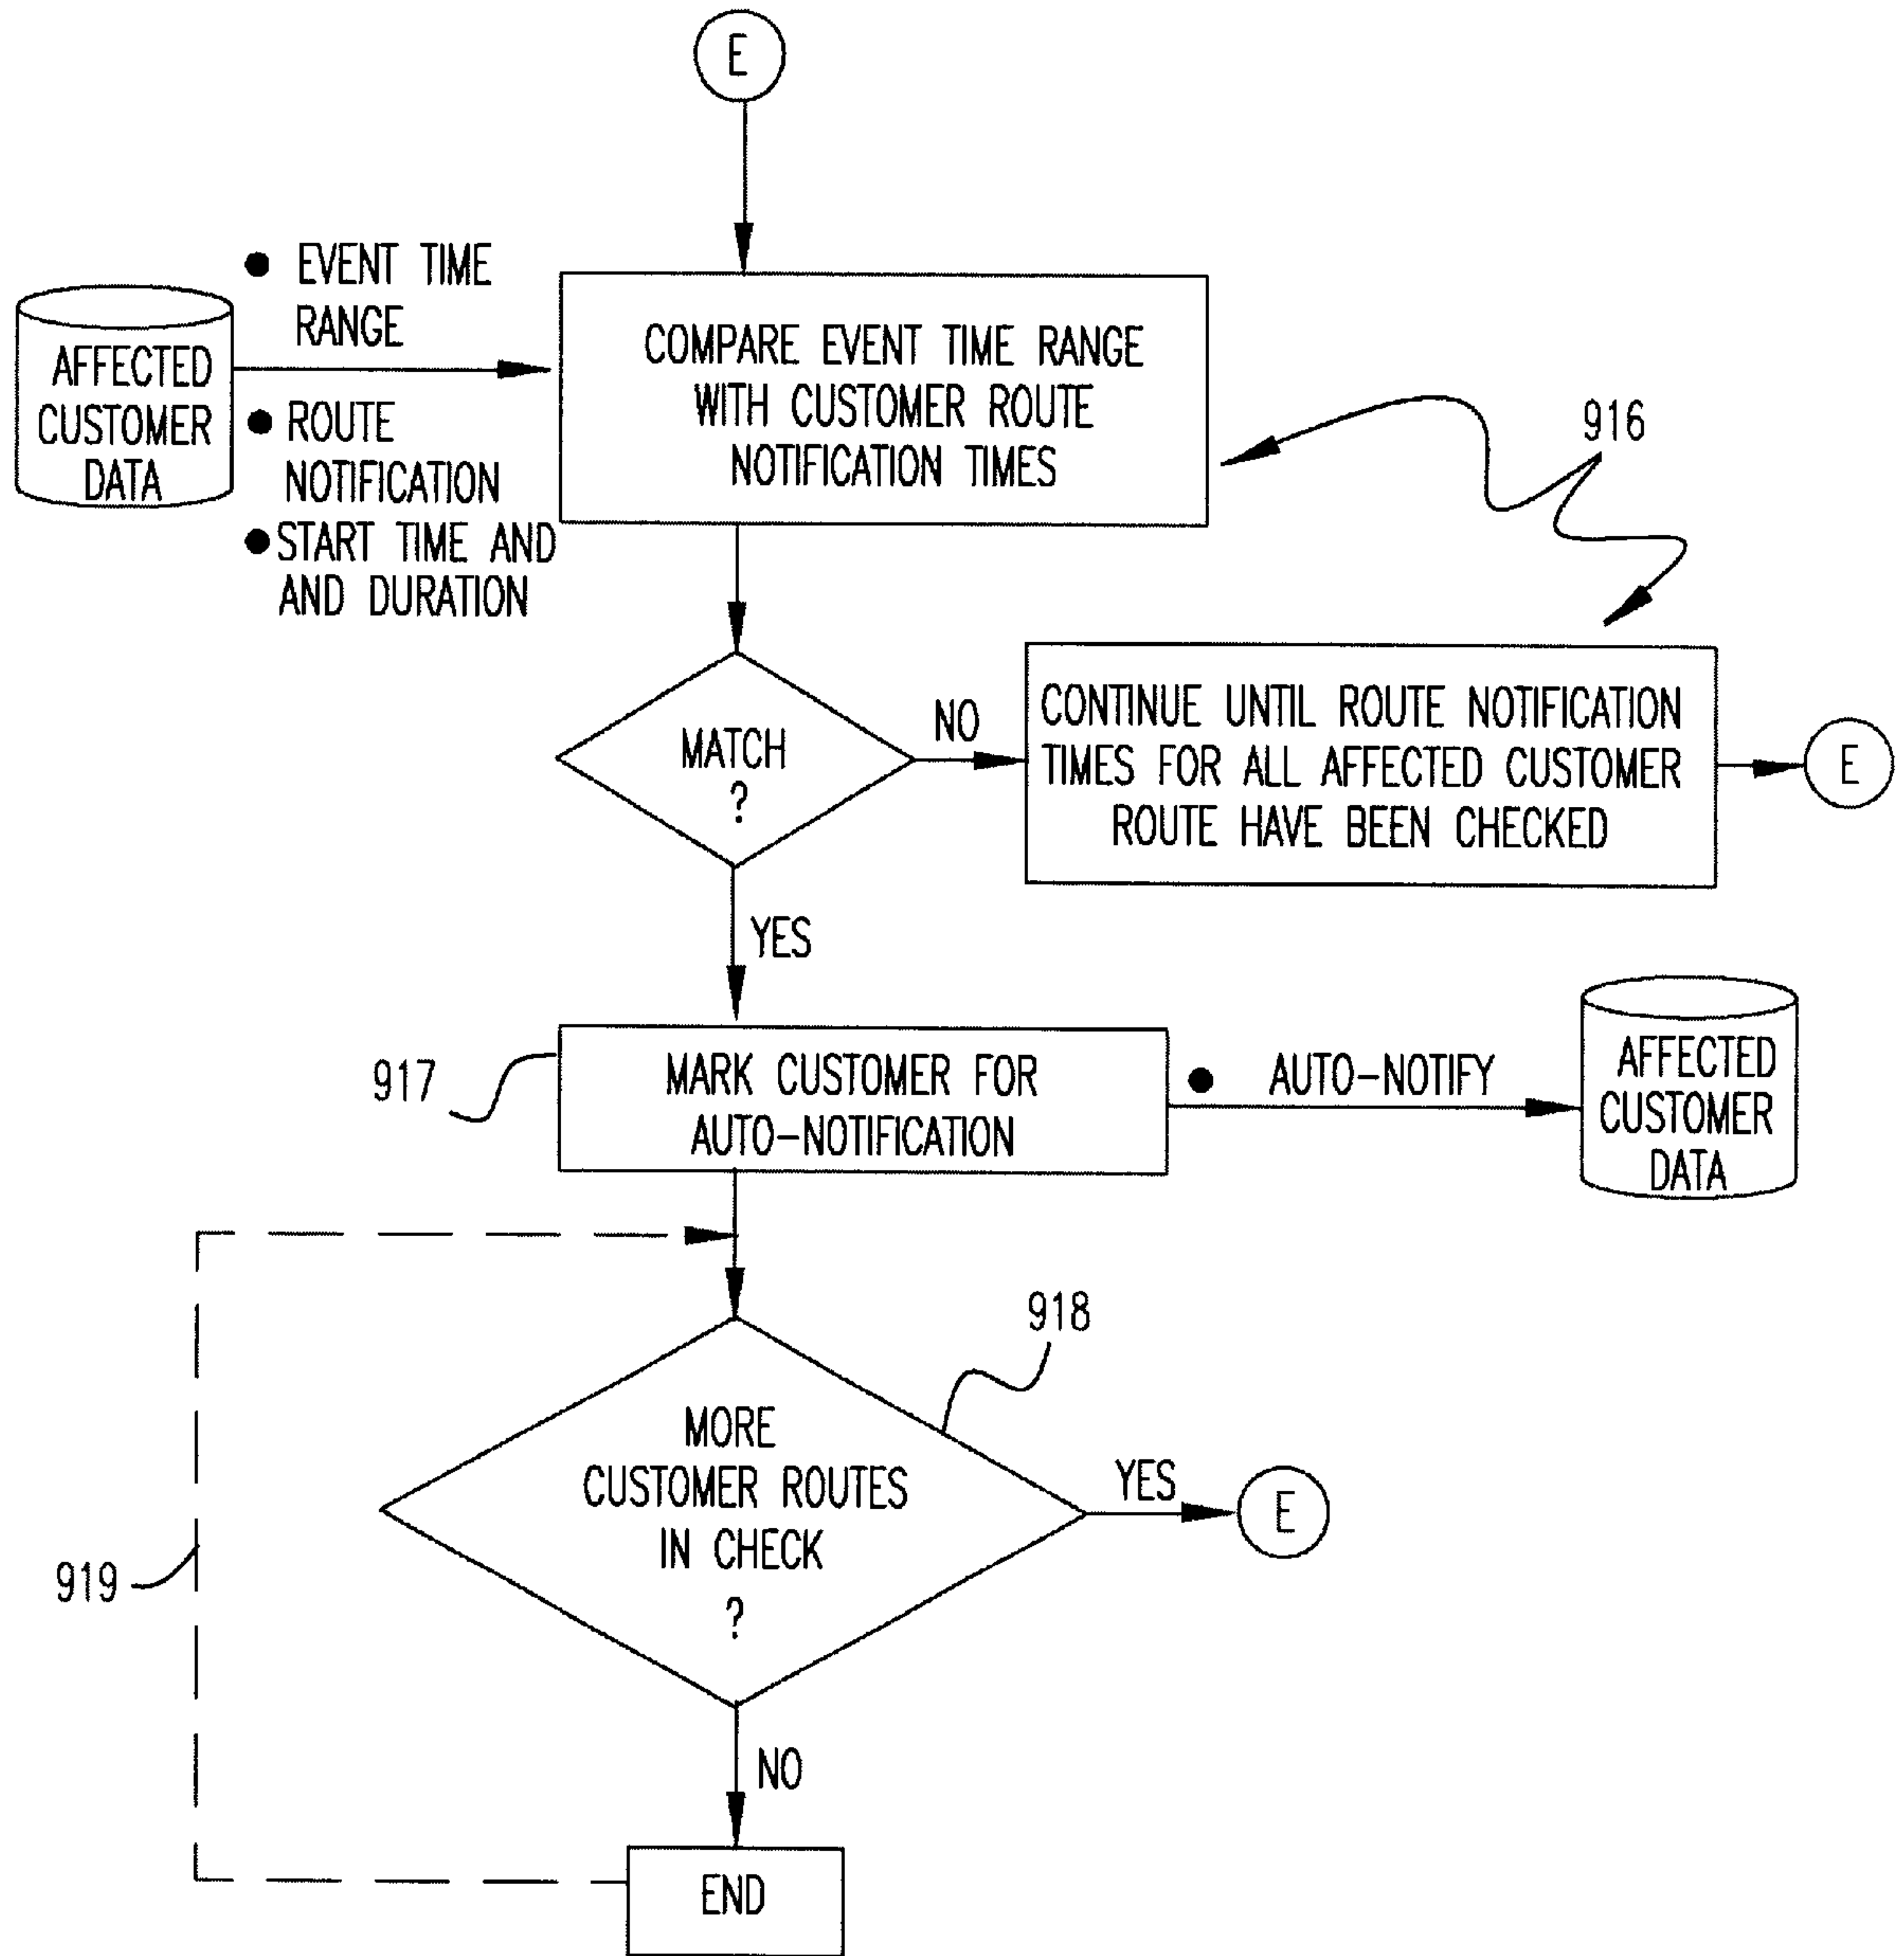 E
● EVENT TIME
RANGE
AFFECTED
CUSTOMER
DATA
● ROUTE
NOTIFICATION
● START TIME AND
AND DURATION
COMPARE EVENT TIME RANGE
WITH CUSTOMER ROUTE
NOTIFICATION TIMES
916
MATCH
?
NO
CONTINUE UNTIL ROUTE NOTIFICATION
TIMES FOR ALL AFFECTED CUSTOMER
ROUTE HAVE BEEN CHECKED
E
YES
917
MARK CUSTOMER FOR
AUTO-NOTIFICATION
● AUTO-NOTIFY
AFFECTED
CUSTOMER
DATA
918
MORE
CUSTOMER ROUTES
IN CHECK
?
YES
E
919
NO
END